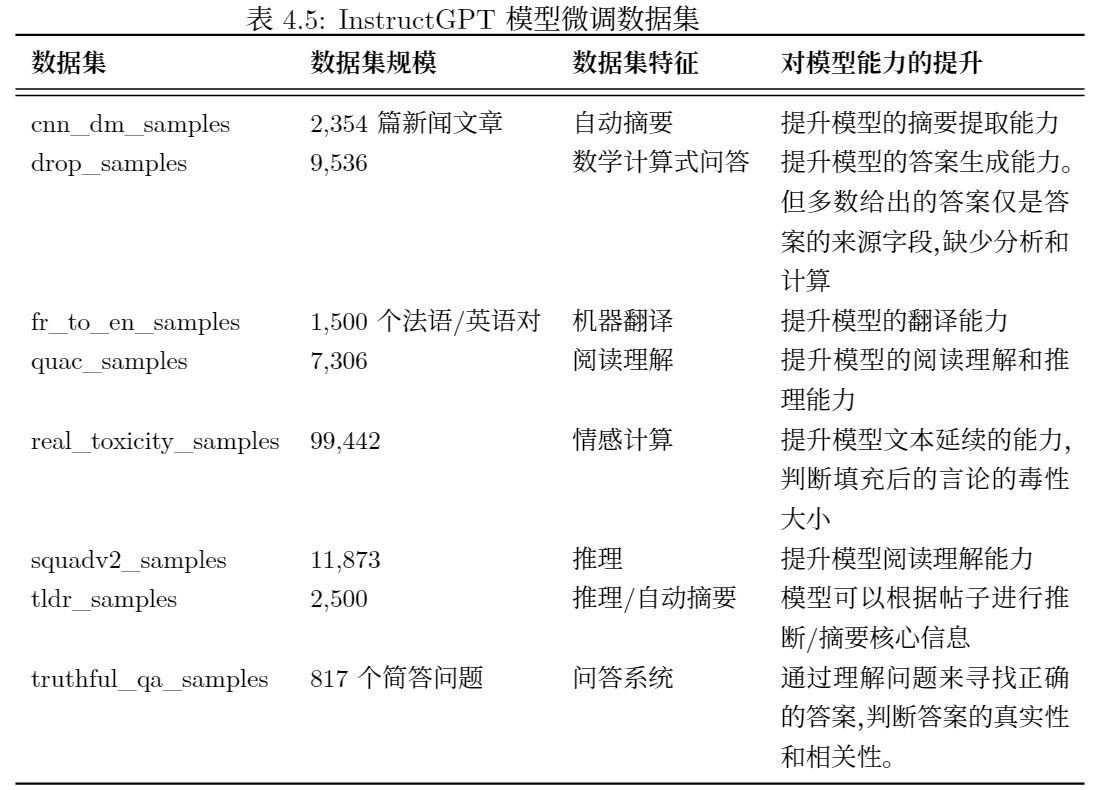 表 4.5: InstructGPT 模型微调数据集
数据集 数据集规模 数据集特征 对模型能力的提升
cnn_dm_samples 2,354 篇新闻文章 自动摘要 提升模型的摘要提取能力
drop_samples 9,536 数学计算式问答 提升模型的答案生成能力。
但多数给出的答案仅是答
案的来源字段,缺少分析和
计算
fr_to_en_samples 1,500 个法语/英语对 机器翻译 提升模型的翻译能力
quac_samples 7,306 阅读理解 提升模型的阅读理解和推
理能力
real_toxicity_samples 99,442 情感计算 提升模型文本延续的能力,
判断填充后的言论的毒性
大小
squadv2_samples 11,873 推理 提升模型阅读理解能力
tldr_samples 2,500 推理/自动摘要 模型可以根据帖子进行推
断/摘要核心信息
truthful_qa_samples 817 个简答问题 问答系统 通过理解问题来寻找正确
的答案,判断答案的真实性
和相关性。